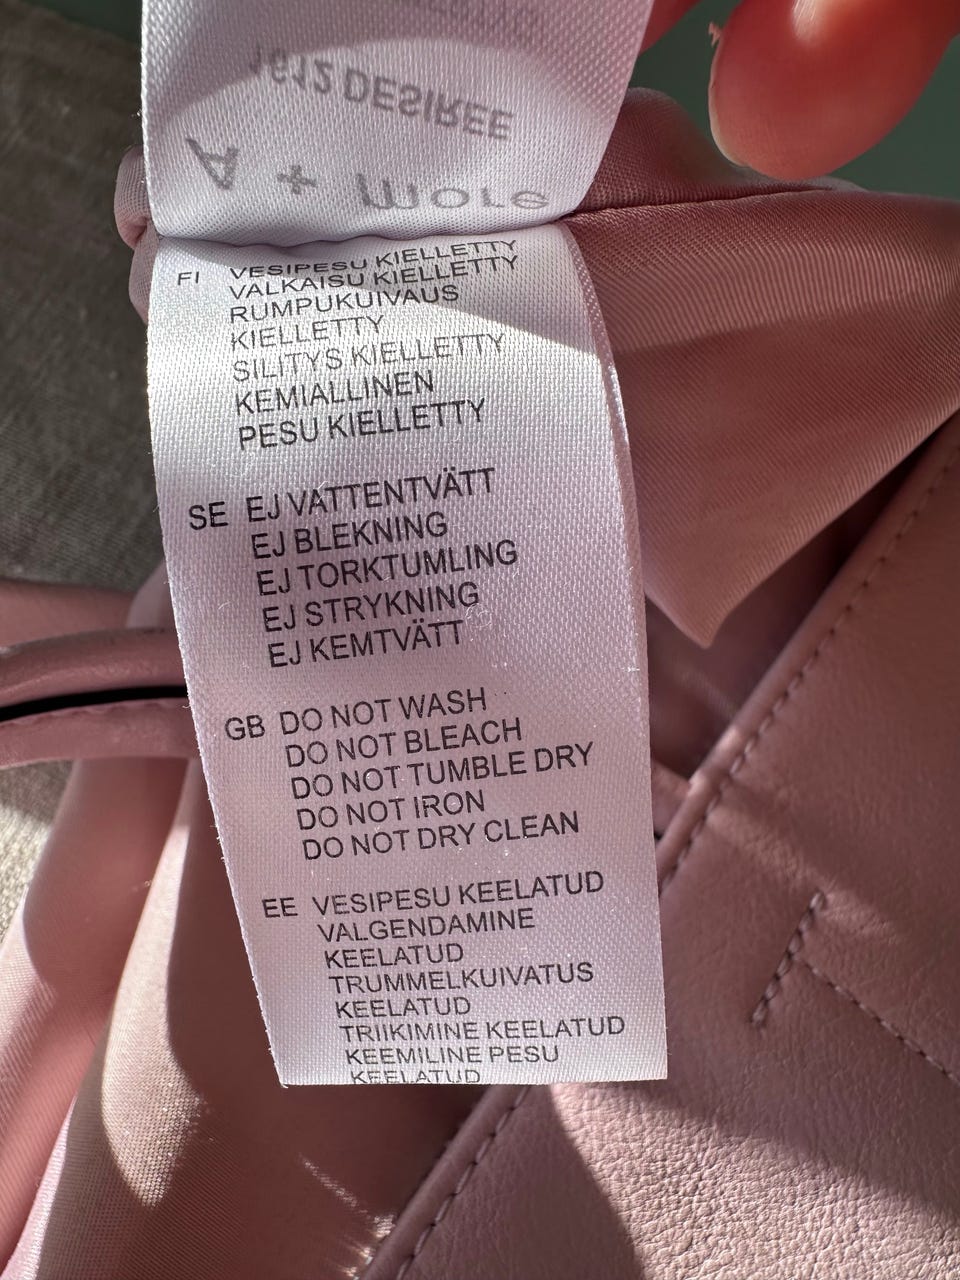 1612 DESIREE
A + more
FI VESIPESU KIELLETTY
VALKAISU KIELLETTY
RUMPUKUIVAUS
KIELLETTY
SILITYS KIELLETTY
KEMIALLINEN
PESU KIELLETTY
SE EJ VATTENTVÄTT
EJ BLEKNING
EJ TORKTUMLING
EJ STRYKNING
EJ KEMTVÄTT
GB DO NOT WASH
DO NOT BLEACH
DO NOT TUMBLE DRY
DO NOT IRON
DO NOT DRY CLEAN
EE VESIPESU KEELATUD
VALGENDAMINE
KEELATUD
TRUMMELKUIVATUS
KEELATUD
TRIIKIMINE KEELATUD
KEEMILINE PESU
KEELATUD